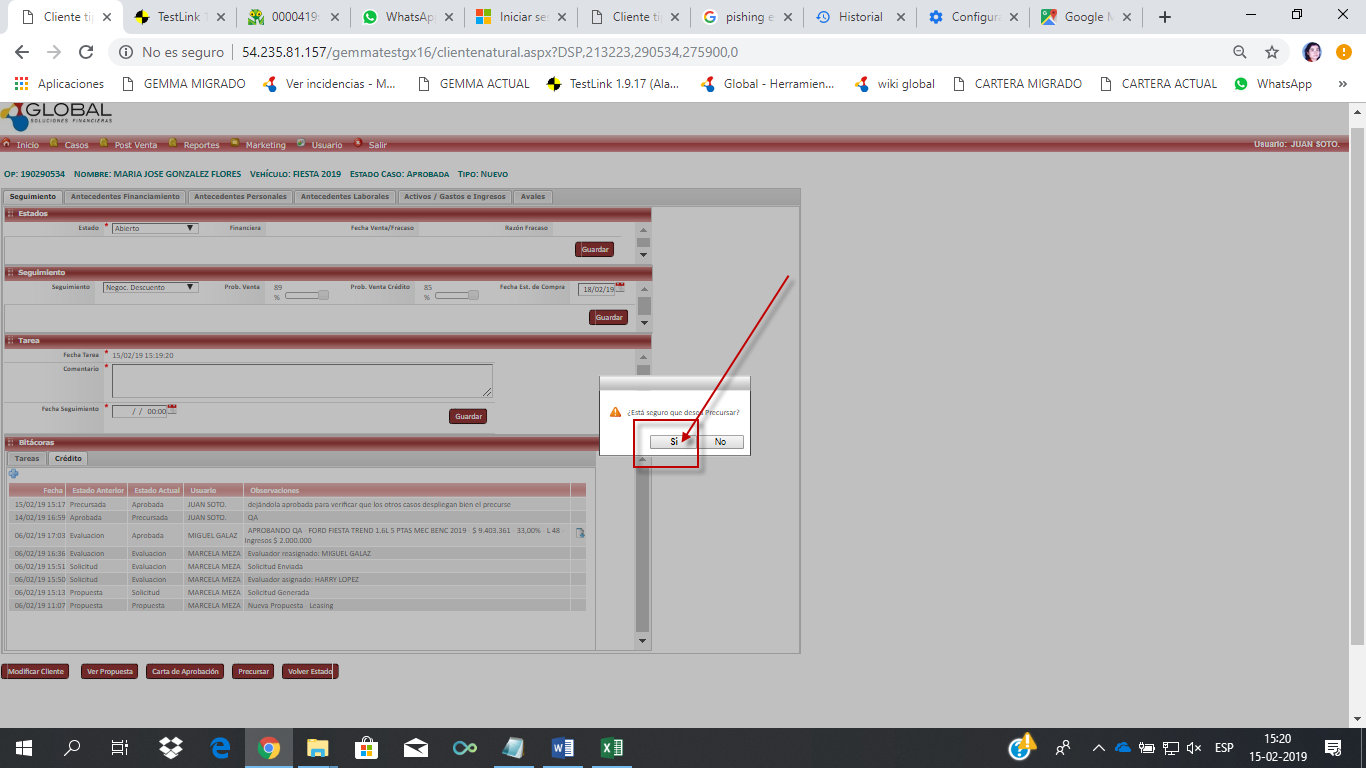 Cliente ti
TestLink 1
0000419
WhatsAp
Iniciar se
Cliente ti
pishing e
Historial
Configur
Google M
No es seguro | 54.235.81.157/gemmatestgx16/clientenatural.aspx?DSP,213223,290534,275900,0
Aplicaciones
GEMMA MIGRADO
Ver incidencias - M...
GEMMA ACTUAL
TestLink 1.9.17 (Ala...
Global - Herramien...
wiki global
CARTERA MIGRADO
CARTERA ACTUAL
WhatsApp
»
GLOBAL
SOLUCIONES FINANCIERAS
Inicio Casos Post Venta Reportes Marketing Usuario Salir
Usuario: JUAN SOTO.
OP: 190290534 NOMBRE: MARIA JOSE GONZALEZ FLORES VEHÍCULO: FIESTA 2019 ESTADO CASO: APROBADA TIPO: NUEVO
Seguimiento Antecedentes Financiamiento Antecedentes Personales Antecedentes Laborales Activos / Gastos e Ingresos Avales
Estados
Estado * Abierto Financiera Fecha Venta/Fracaso Razón Fracaso
Guardar
Seguimiento
Seguimiento Negoc. Descuento Prob. Venta 89 % Prob. Venta Crédito 85 % Fecha Est. de Compra 18/02/19
Guardar
Tarea
Fecha Tarea * 15/02/19 15:19:20
Comentario *
Fecha Seguimiento * / / 00:00
Guardar
¿Está seguro que desea Precursar?
Si No
Bitácoras
Tareas Crédito
Fecha Estado Anterior Estado Actual Usuario Observaciones
15/02/19 15:17 Precursada Aprobada JUAN SOTO. dejándola aprobada para verificar que los otros casos despliegan bien el precurse
14/02/19 16:59 Aprobada Precursada JUAN SOTO. QA
06/02/19 17:03 Evaluacion Aprobada MIGUEL GALAZ APROBANDO QA - FORD FIESTA TREND 1.6L 5 PTAS MEC BENC 2019 - $ 9.403.361 - 33,00% - L 48
Ingresos $ 2.000.000
06/02/19 16:36 Evaluacion Evaluacion MARCELA MEZA Evaluador reasignado: MIGUEL GALAZ
06/02/19 15:51 Solicitud Evaluacion MARCELA MEZA Solicitud Enviada
06/02/19 15:50 Solicitud Evaluacion MARCELA MEZA Evaluador asignado: HARRY LOPEZ
06/02/19 15:13 Propuesta Solicitud MARCELA MEZA Solicitud Generada
06/02/19 11:07 Propuesta Propuesta MARCELA MEZA Nueva Propuesta - Leasing
Modificar Cliente Ver Propuesta Carta de Aprobación Precursar Volver Estado
ESP
15:20
15-02-2019